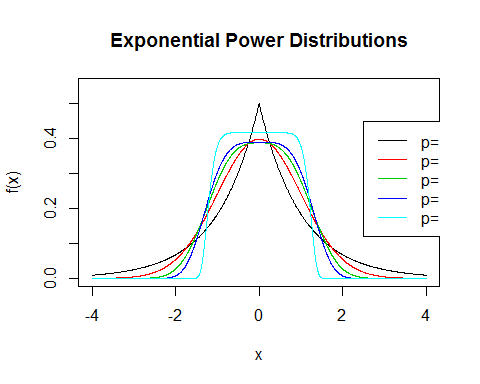 Exponential Power Distributions
f(x)
0.4
0.2
0.0
p=
p=
p=
p=
p=
-4 -2 0 2 4
x